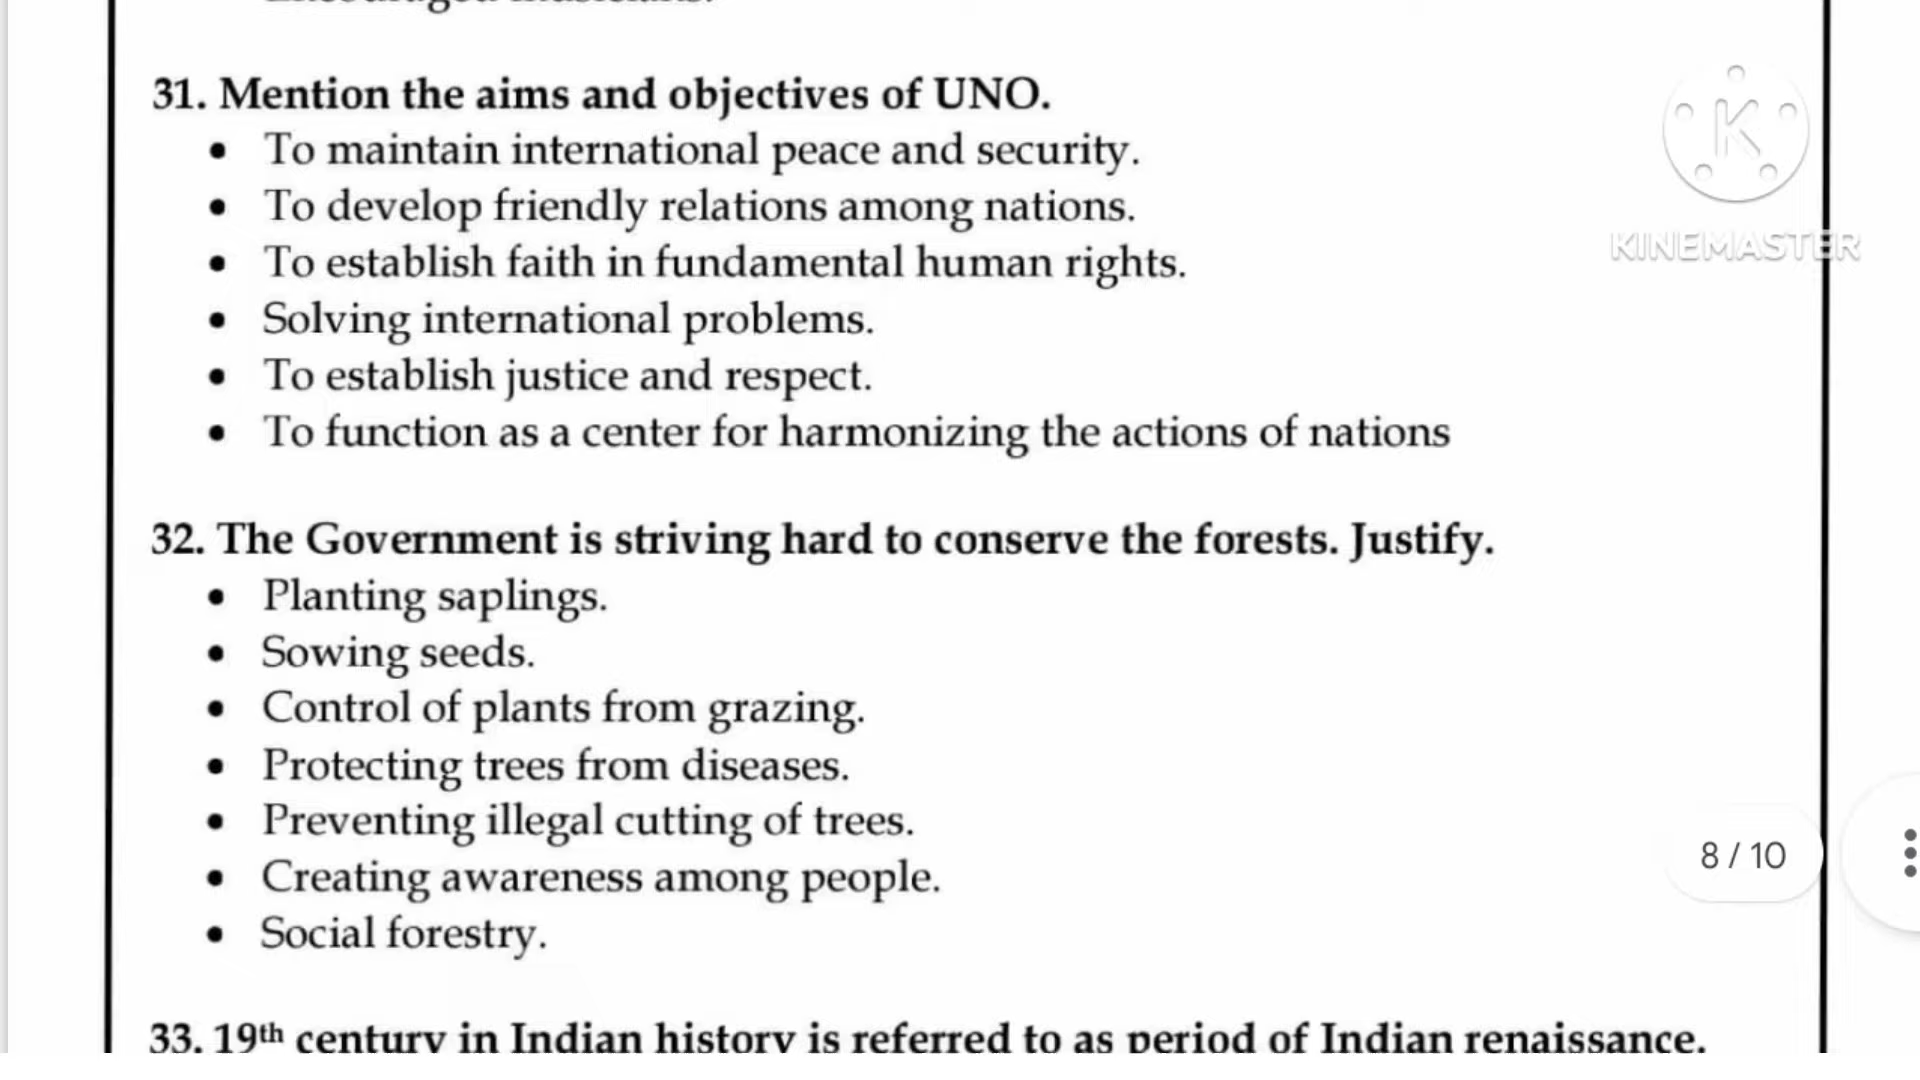 31. Mention the aims and objectives of UNO.
• To maintain international peace and security.
• To develop friendly relations among nations.
• To establish faith in fundamental human rights.
• Solving international problems.
• To establish justice and respect.
• To function as a center for harmonizing the actions of nations
K
KINEMASTER
32. The Government is striving hard to conserve the forests. Justify.
• Planting saplings.
• Sowing seeds.
• Control of plants from grazing.
• Protecting trees from diseases.
• Preventing illegal cutting of trees.
• Creating awareness among people.
• Social forestry.
8 / 10
33. 19th century in Indian history is referred to as period of Indian renaissance.